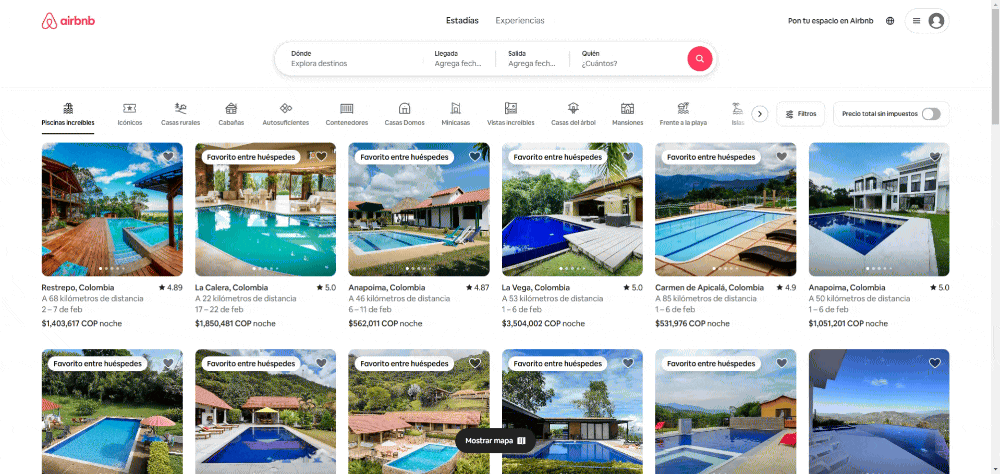 airbnb
Estadías
Experiencias
Pon tu espacio en Airbnb
Dónde
Explora destinos
Llegada
Agrega fech...
Salida
Agrega fech...
Quién
¿Cuántos?
Piscinas increíbles
Icónicos
Casas rurales
Cabañas
Autosuficientes
Contenedores
Casas Domos
Minicasas
Vistas increíbles
Casas del árbol
Mansiones
Frente a la playa
Islas
Filtros
Precio total sin impuestos
Restrepo, Colombia 4.89
A 68 kilómetros de distancia
2 – 7 de feb
$1,403,617 COP noche
Favorito entre huéspedes
La Calera, Colombia 5.0
A 22 kilómetros de distancia
17 – 22 de feb
$1,850,481 COP noche
Favorito entre huéspedes
Anapoima, Colombia 4.87
A 46 kilómetros de distancia
6 – 11 de feb
$562,011 COP noche
Favorito entre huéspedes
La Vega, Colombia 5.0
A 53 kilómetros de distancia
1 – 6 de feb
$3,504,002 COP noche
Favorito entre huéspedes
Carmen de Apicalá, Colombia 4.9
A 85 kilómetros de distancia
1 – 6 de feb
$531,976 COP noche
Anapoima, Colombia 5.0
A 50 kilómetros de distancia
1 – 6 de feb
$1,051,201 COP noche
Favorito entre huéspedes
Favorito entre huéspedes
Favorito entre huéspedes
Favorito entre huéspedes
Favorito entre huéspedes
Mostrar mapa